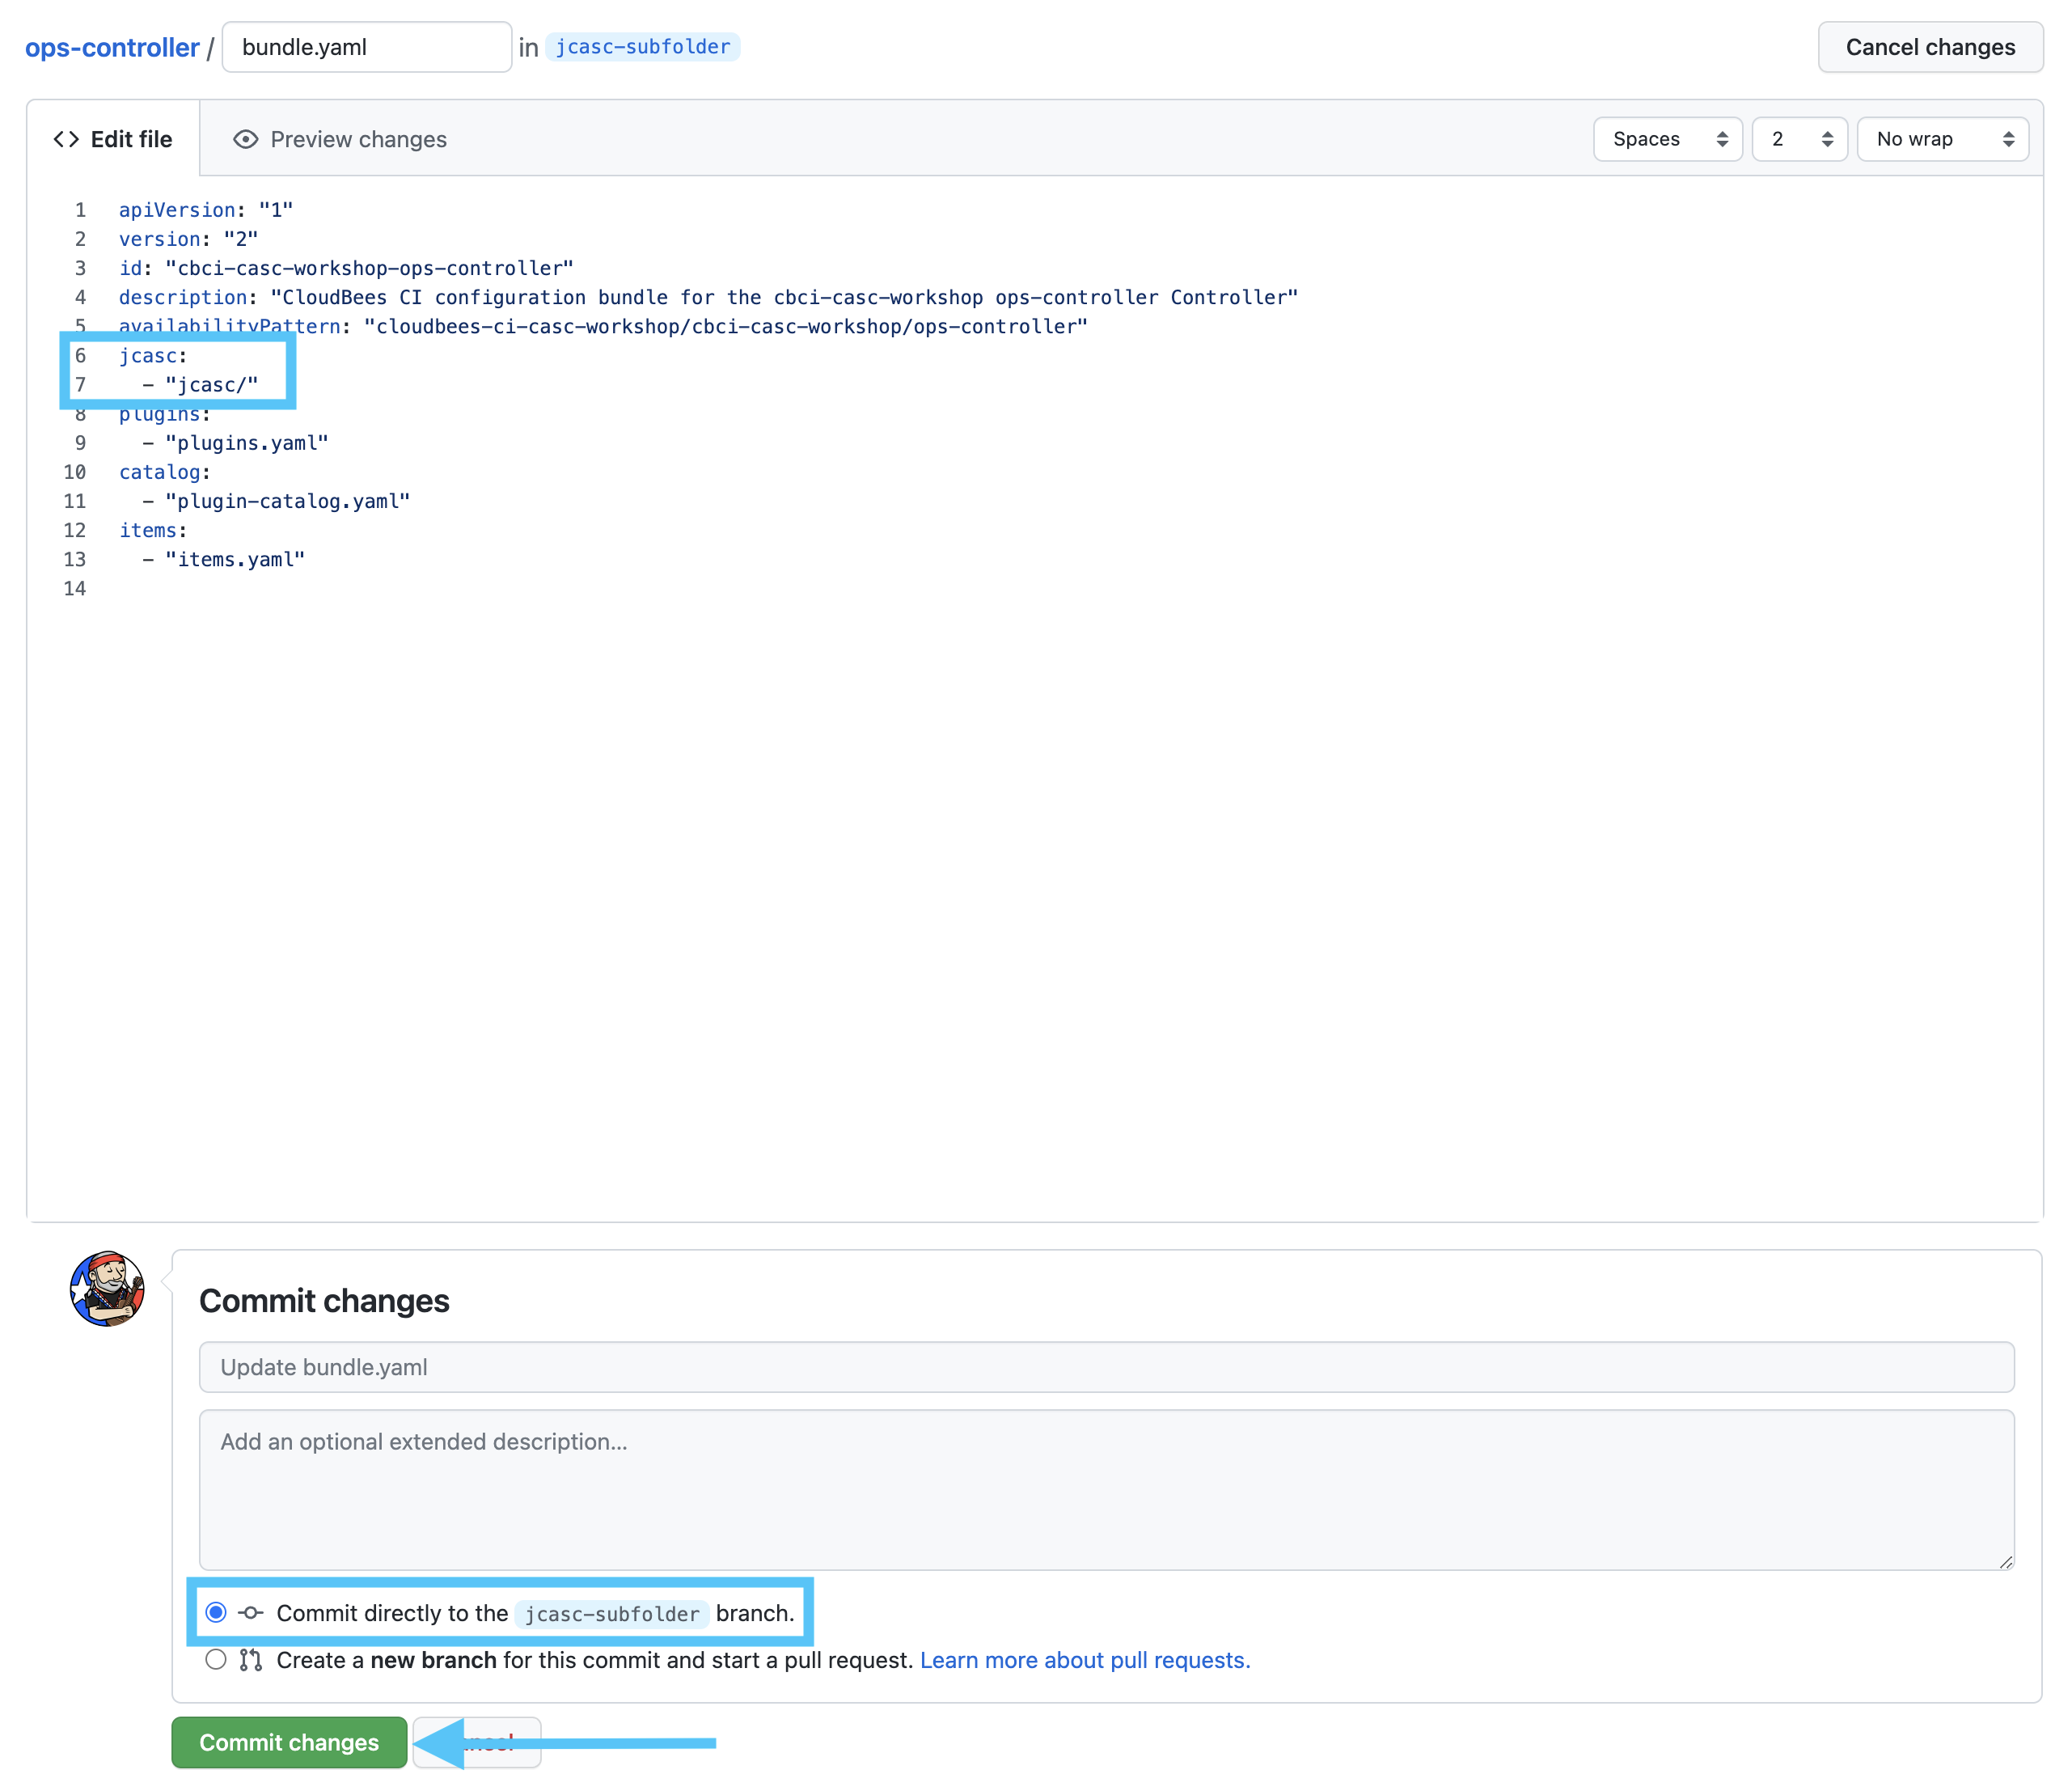 ops-controller / bundle.yaml in jcasc-subfolder Cancel changes
Edit file Preview changes Spaces 2 No wrap
1 apiVersion: "1"
2 version: "2"
3 id: "cbci-casc-workshop-ops-controller"
4 description: "CloudBees CI configuration bundle for the cbci-casc-workshop ops-controller Controller"
5 availabilityPattern: "cloudbees-ci-casc-workshop/cbci-casc-workshop/ops-controller"
6 jcasc:
7   - "jcasc/"
8 plugins:
9   - "plugins.yaml"
10 catalog:
11   - "plugin-catalog.yaml"
12 items:
13   - "items.yaml"
14
Commit changes
Update bundle.yaml
Add an optional extended description...
Commit directly to the jcasc-subfolder branch.
Create a new branch for this commit and start a pull request. Learn more about pull requests.
Commit changes